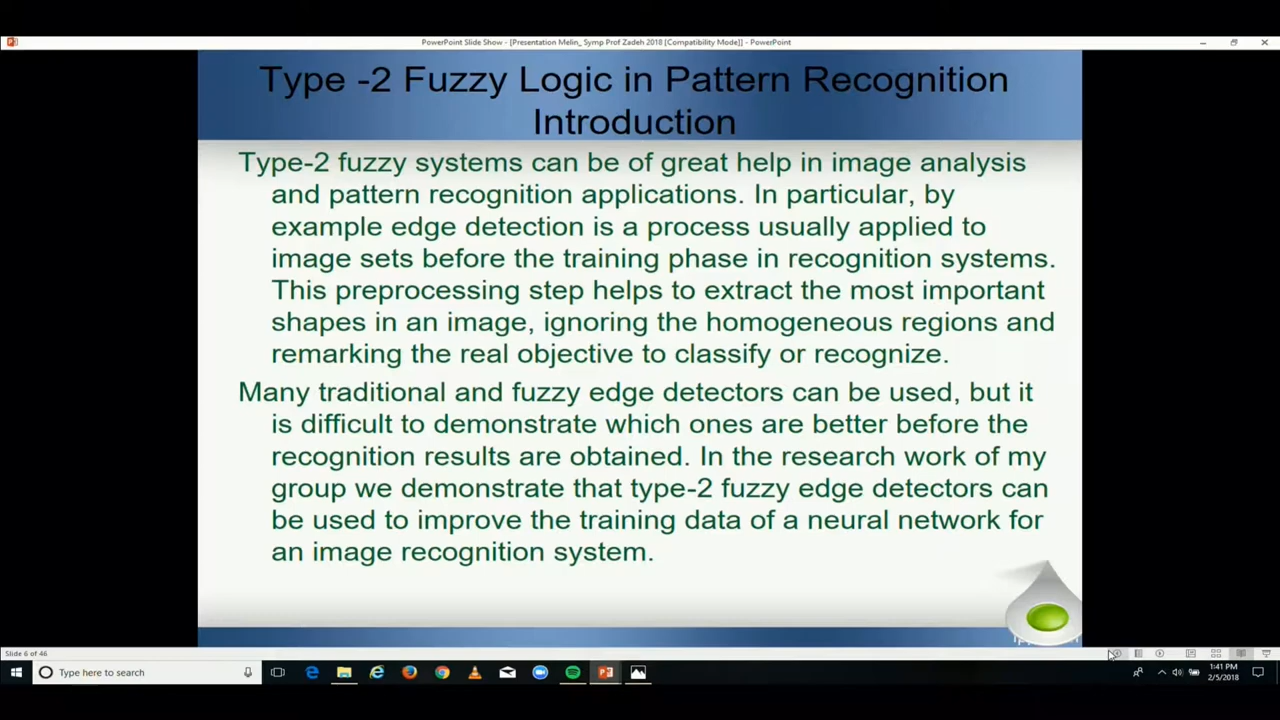 PowerPoint Slide Show - [Presentation Melin_ Symp Prof Zadeh 2018 [Compatibility Mode]] - PowerPoint
Type -2 Fuzzy Logic in Pattern Recognition
Introduction
Type-2 fuzzy systems can be of great help in image analysis
and pattern recognition applications. In particular, by
example edge detection is a process usually applied to
image sets before the training phase in recognition systems.
This preprocessing step helps to extract the most important
shapes in an image, ignoring the homogeneous regions and
remarking the real objective to classify or recognize.
Many traditional and fuzzy edge detectors can be used, but it
is difficult to demonstrate which ones are better before the
recognition results are obtained. In the research work of my
group we demonstrate that type-2 fuzzy edge detectors can
be used to improve the training data of a neural network for
an image recognition system.
Slide 6 of 46
Type here to search
1:41 PM
2/5/2018